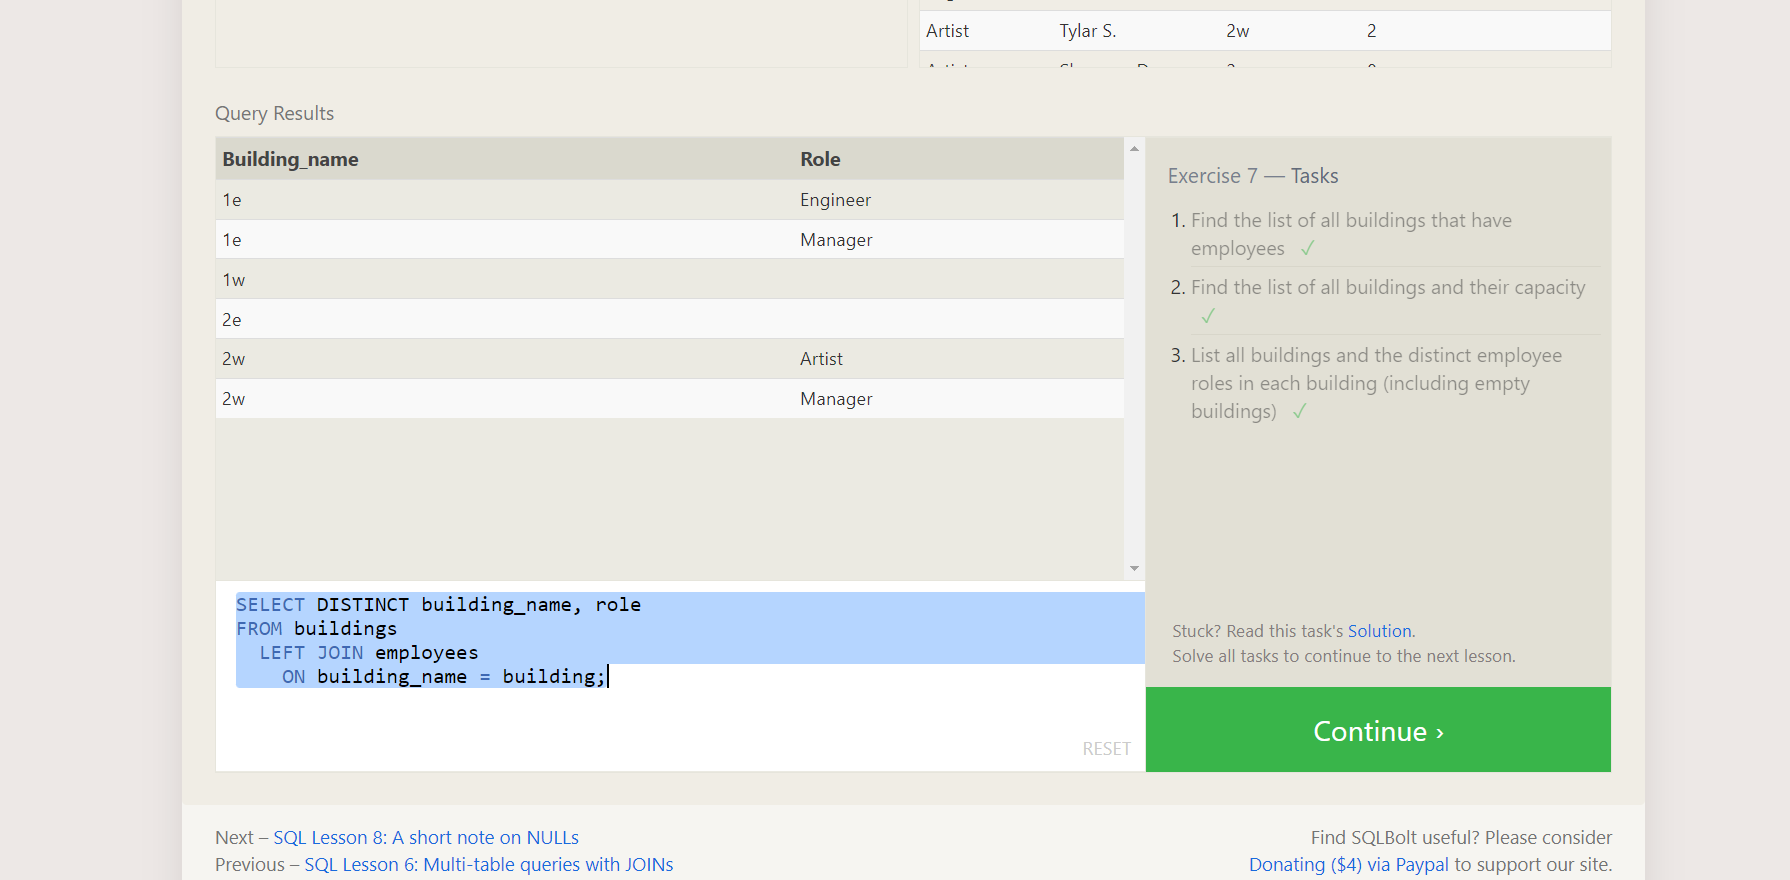 Artist Tylar S. 2w 2
Query Results
Building_name Role
1e Engineer
1e Manager
1w
2e
2w Artist
2w Manager
SELECT DISTINCT building_name, role
FROM buildings
LEFT JOIN employees
ON building_name = building;
RESET
Exercise 7 — Tasks
1. Find the list of all buildings that have
employees ✓
2. Find the list of all buildings and their capacity
✓
3. List all buildings and the distinct employee
roles in each building (including empty
buildings) ✓
Stuck? Read this task's Solution.
Solve all tasks to continue to the next lesson.
Continue ›
Next – SQL Lesson 8: A short note on NULLs
Previous – SQL Lesson 6: Multi-table queries with JOINs
Find SQLBolt useful? Please consider
Donating ($4) via Paypal to support our site.